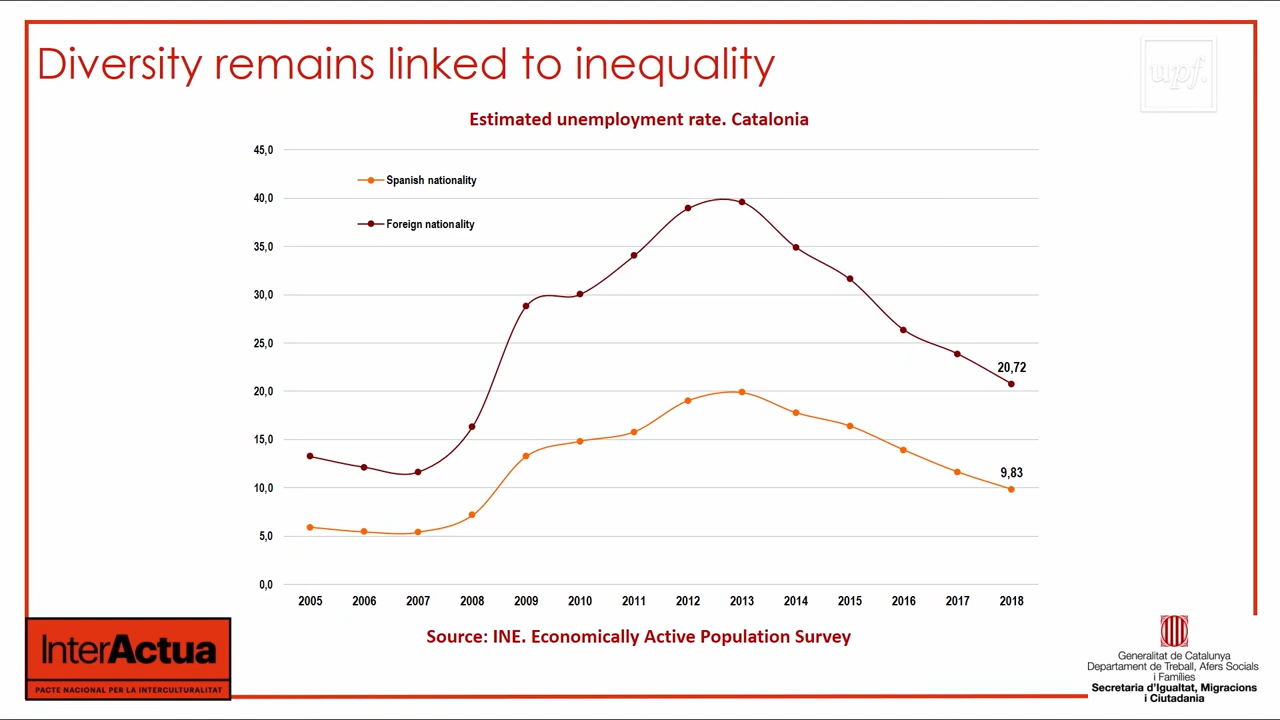 Diversity remains linked to inequality
upf.
Estimated unemployment rate. Catalonia
45,0
40,0
35,0
30,0
25,0
20,0
15,0
10,0
5,0
0,0
Spanish nationality
Foreign nationality
20,72
9,83
2005 2006 2007 2008 2009 2010 2011 2012 2013 2014 2015 2016 2017 2018
Source: INE. Economically Active Population Survey
InterActua
PACTE NACIONAL PER LA INTERCULTURALITAT
Generalitat de Catalunya
Departament de Treball, Afers Socials
i Famílies
Secretaria d'Igualtat, Migracions
i Ciutadania